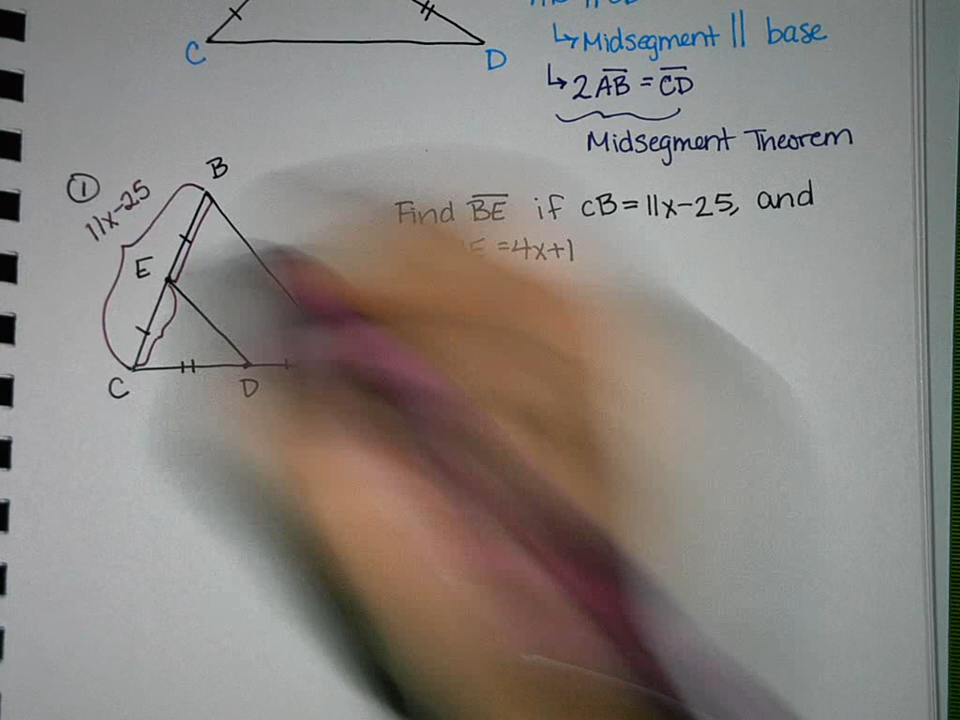 C
D
↳ Midsegment || base
↳ 2AB = CD
Midsegment Theorem
①
B
11x-25
Find BE if CB = 11x-25, and
=4x+1
E
C
D